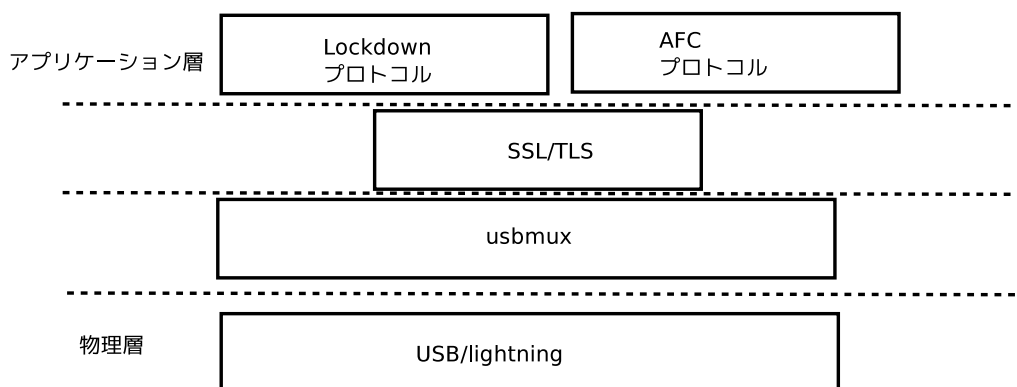 アプリケーション層
Lockdown
プロトコル
AFC
プロトコル
SSL/TLS
usbmux
物理層
USB/lightning